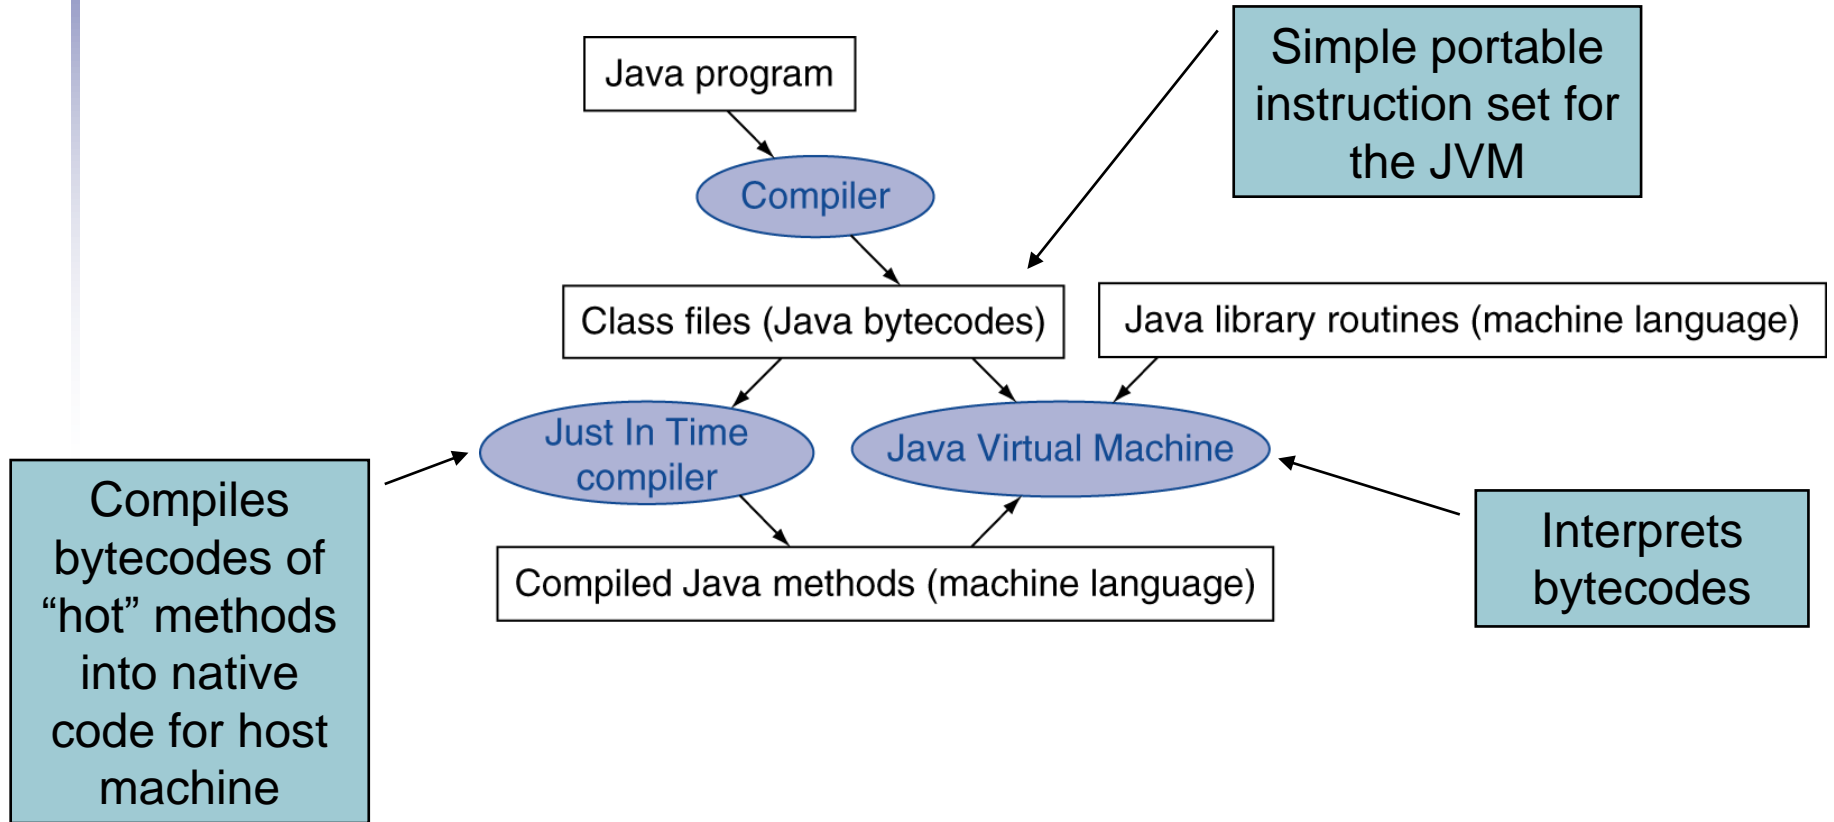 Java program
Simple portable
instruction set for
the JVM
Compiler
Class files (Java bytecodes)
Java library routines (machine language)
Just In Time
compiler
Java Virtual Machine
Compiles
bytecodes of
“hot” methods
into native
code for host
machine
Interprets
bytecodes
Compiled Java methods (machine language)